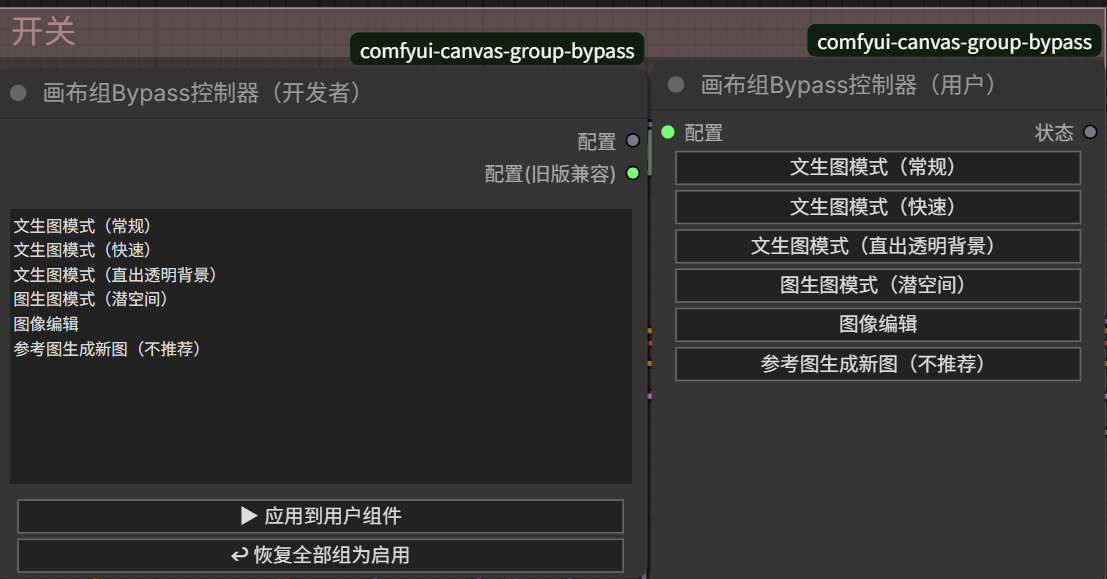 开关
comfyui-canvas-group-bypass
画布组Bypass控制器（开发者）
配置
配置(旧版兼容)
文生图模式（常规）
文生图模式（快速）
文生图模式（直出透明背景）
图生图模式（潜空间）
图像编辑
参考图生成新图（不推荐）
▶ 应用到用户组件
↩ 恢复全部组为启用
comfyui-canvas-group-bypass
画布组Bypass控制器（用户）
配置 状态
文生图模式（常规）
文生图模式（快速）
文生图模式（直出透明背景）
图生图模式（潜空间）
图像编辑
参考图生成新图（不推荐）